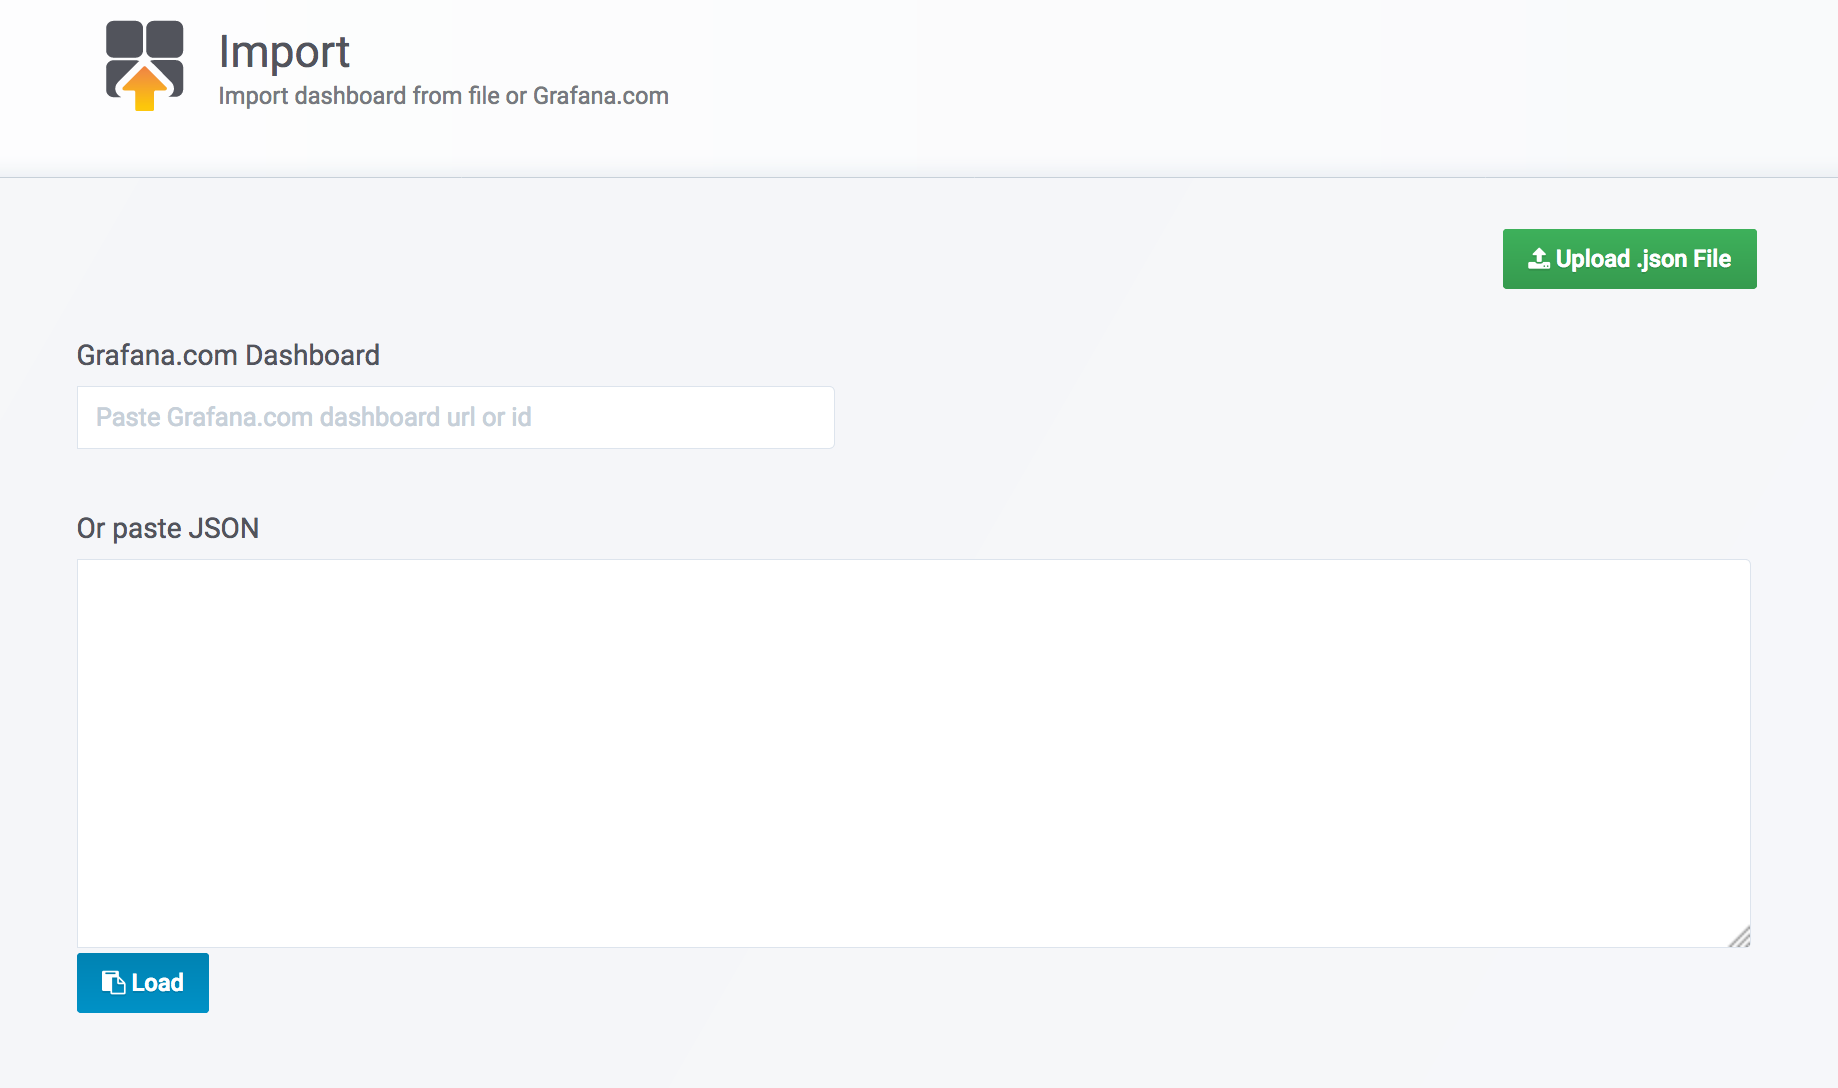 Import
Import dashboard from file or Grafana.com
Upload .json File
Grafana.com Dashboard
Paste Grafana.com dashboard url or id
Or paste JSON
Load